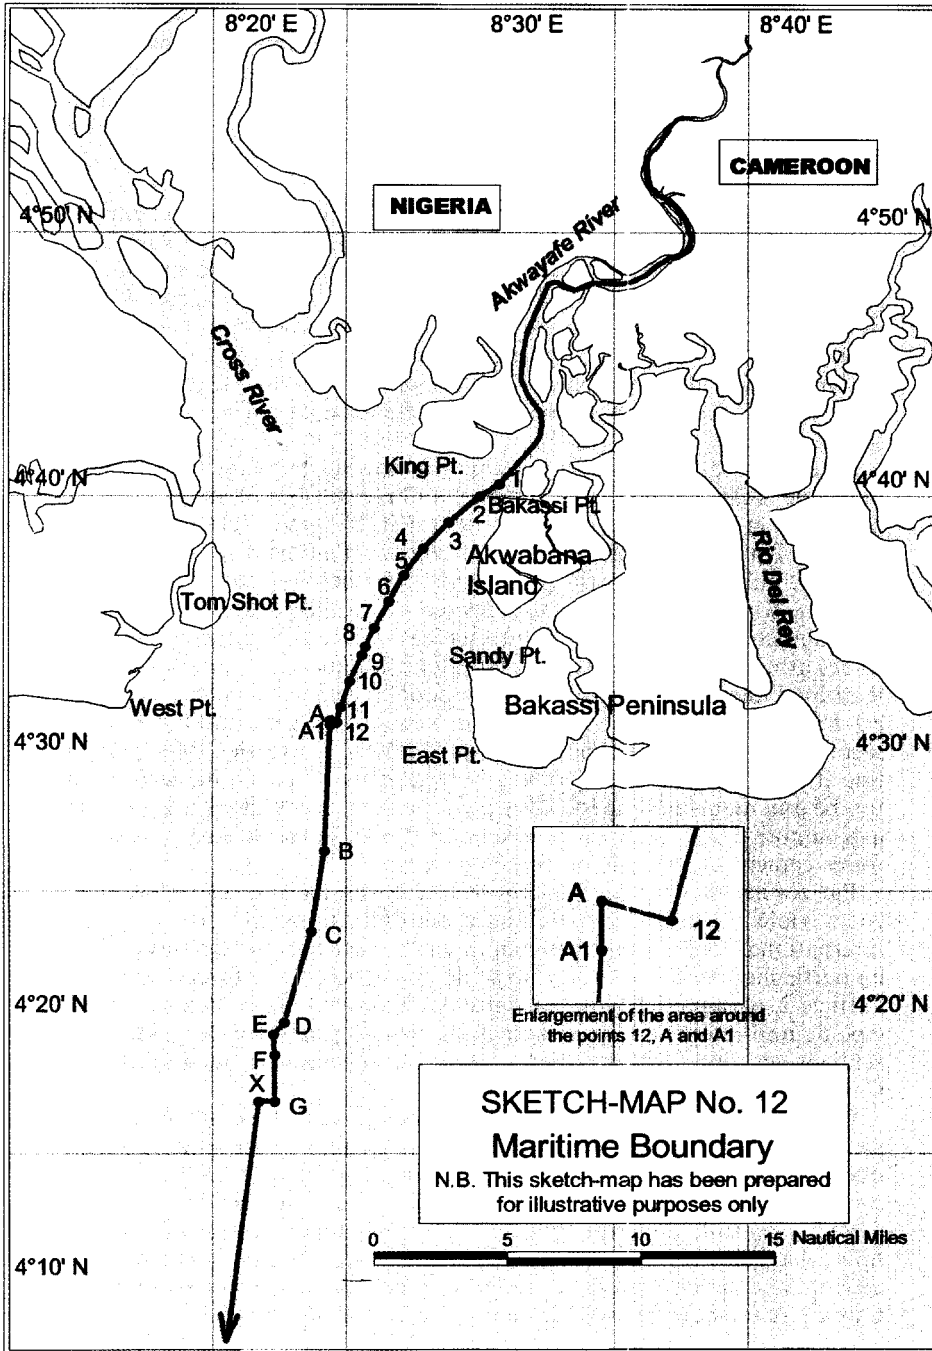 8°20' E
8°30' E
8°40' E
CAMEROON
NIGERIA
4°50' N
4°50' N
Akwayafe River
Cross River
King Pt.
4°40' N
4°40' N
1
Bakassi Pt.
2
3
4
Akwabana
Island
5
6
Tom Shot Pt.
Rio Del Rey
7
8
9
Sandy Pt.
10
West Pt.
Bakassi Peninsula
A
11
A1
12
4°30' N
4°30' N
East Pt.
B
A
12
A1
C
4°20' N
4°20' N
Enlargement of the area around
the points 12, A and A1
E
D
F
X
G
SKETCH-MAP No. 12
Maritime Boundary
N.B. This sketch-map has been prepared
for illustrative purposes only
0
5
10
15
Nautical Miles
4°10' N